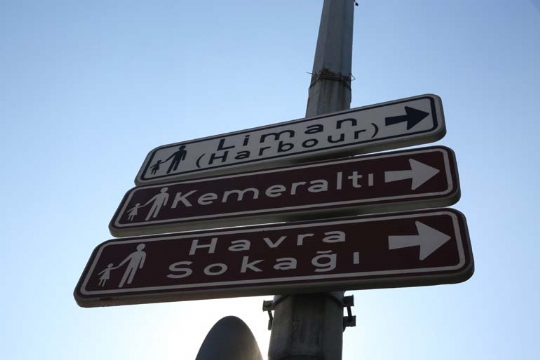 Liman
(Harbour)
Kemeraltı
Havra
Sokağı